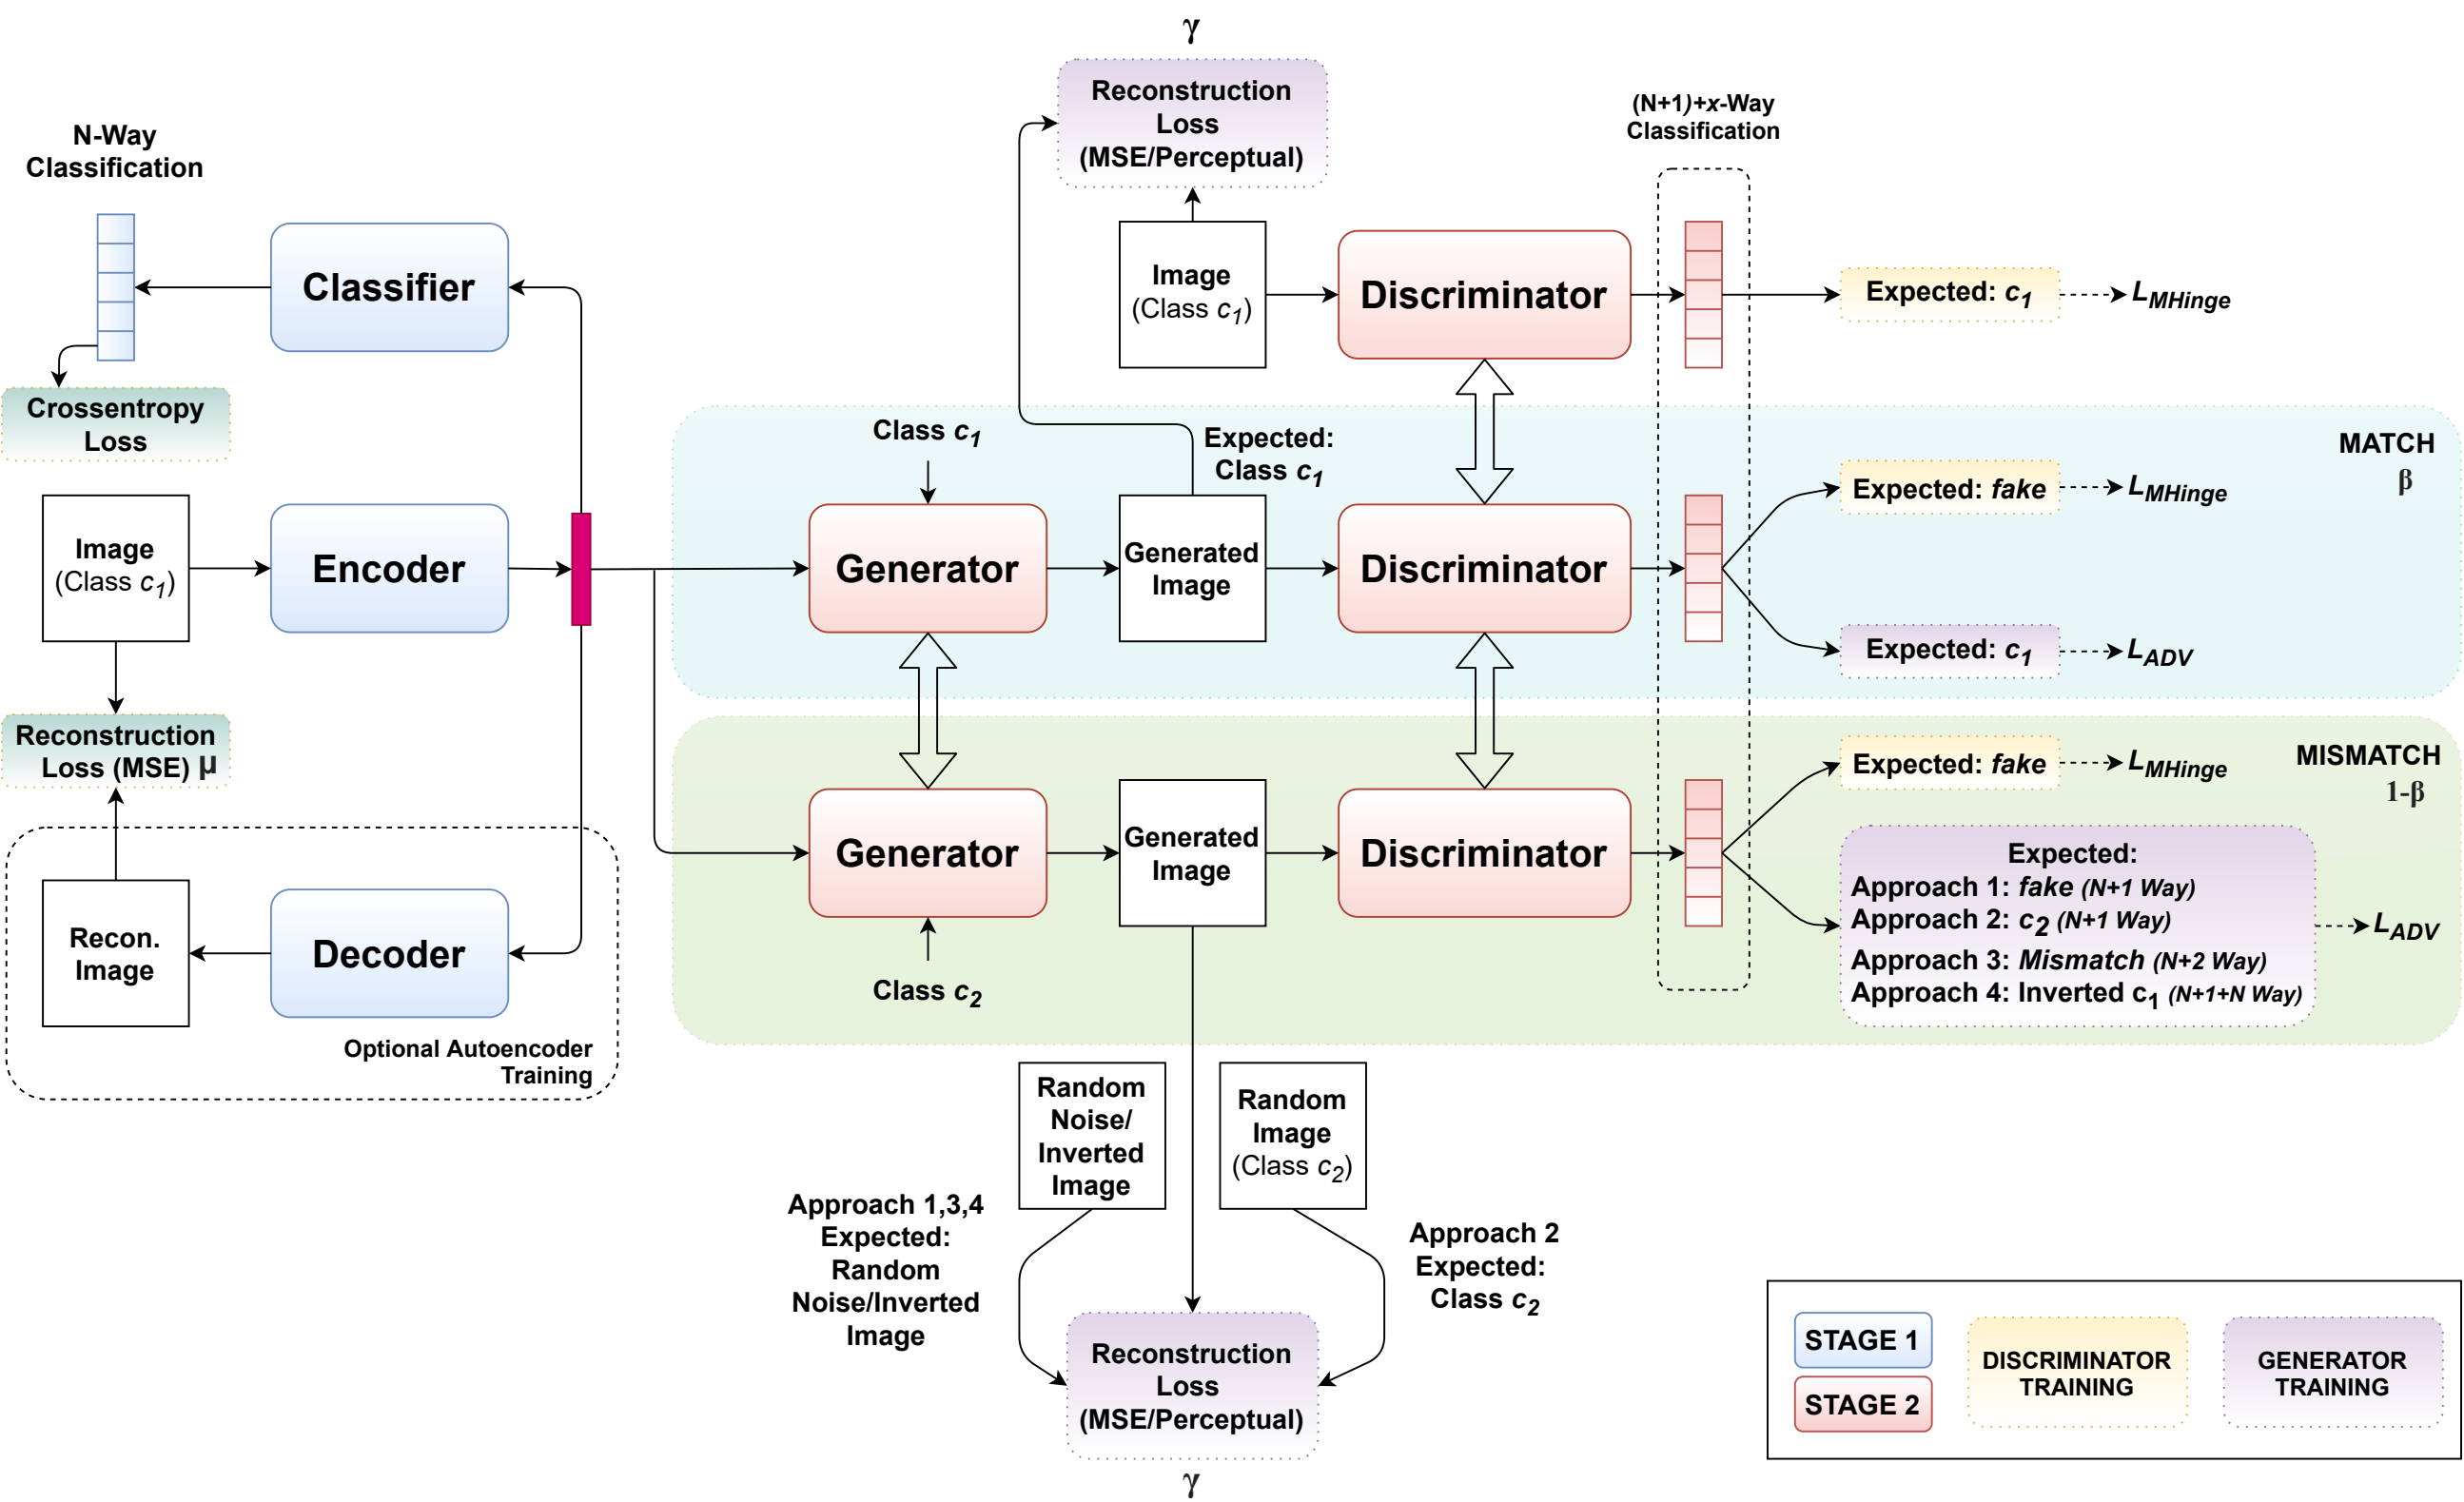 γ
Reconstruction
Loss
(MSE/Perceptual)
(N+1)+x-Way
Classification
N-Way
Classification
Classifier
Image
(Class c1)
Discriminator
Expected: c1
LMHinge
Crossentropy
Loss
Class c1
Expected:
Class c1
MATCH
β
Image
(Class c1)
Encoder
Generator
Generated
Image
Discriminator
Expected: fake
LMHinge
Expected: c1
LADV
Reconstruction
Loss (MSE) μ
MISMATCH
1-β
Generator
Generated
Image
Discriminator
Expected: fake
LMHinge
Expected:
Approach 1: fake (N+1 Way)
Approach 2: c2 (N+1 Way)
Approach 3: Mismatch (N+2 Way)
Approach 4: Inverted c1 (N+1+N Way)
LADV
Class c2
Recon.
Image
Decoder
Optional Autoencoder
Training
Random
Noise/
Inverted
Image
Random
Image
(Class c2)
Approach 1,3,4
Expected:
Random
Noise/Inverted
Image
Approach 2
Expected:
Class c2
Reconstruction
Loss
(MSE/Perceptual)
γ
STAGE 1
STAGE 2
DISCRIMINATOR
TRAINING
GENERATOR
TRAINING